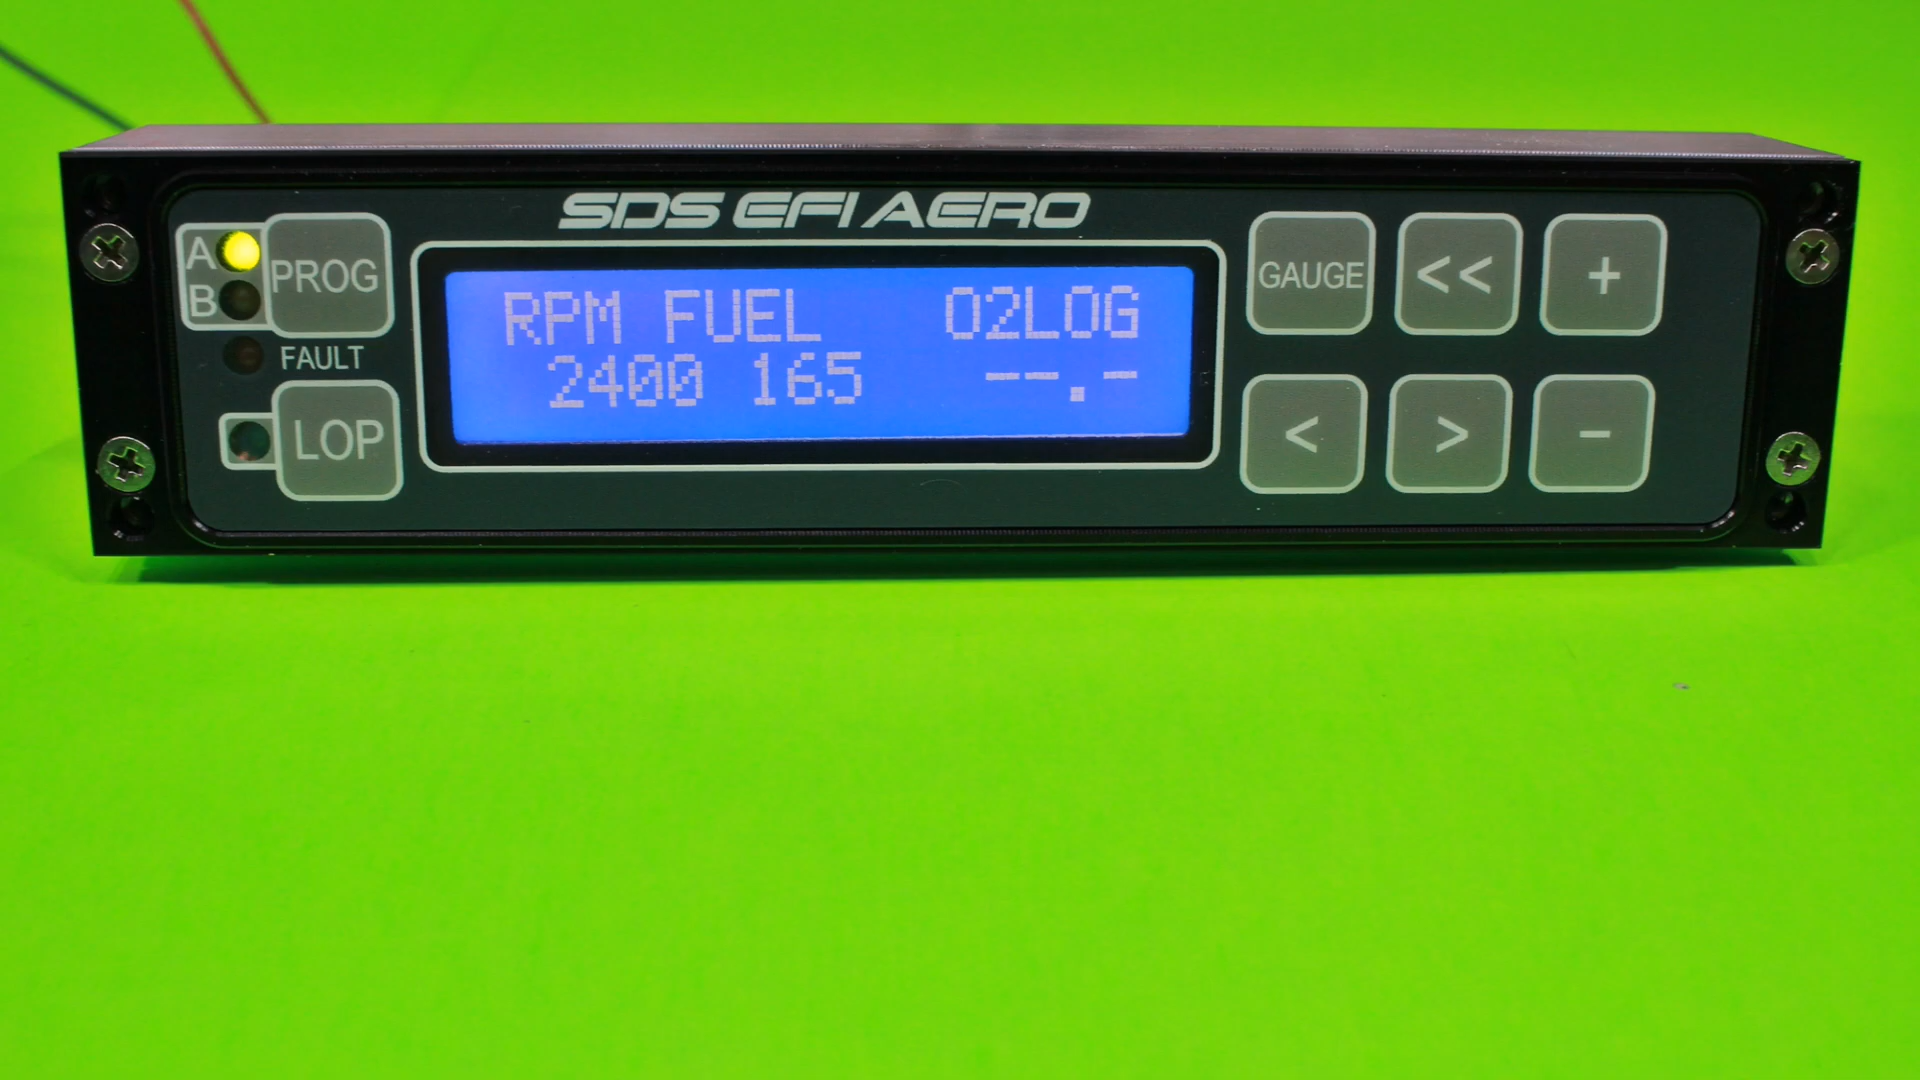 SDS EFI AERO
A
B
PROG
FAULT
LOP
RPM FUEL O2LOG
2400 165 --.-
GAUGE << +
< > -